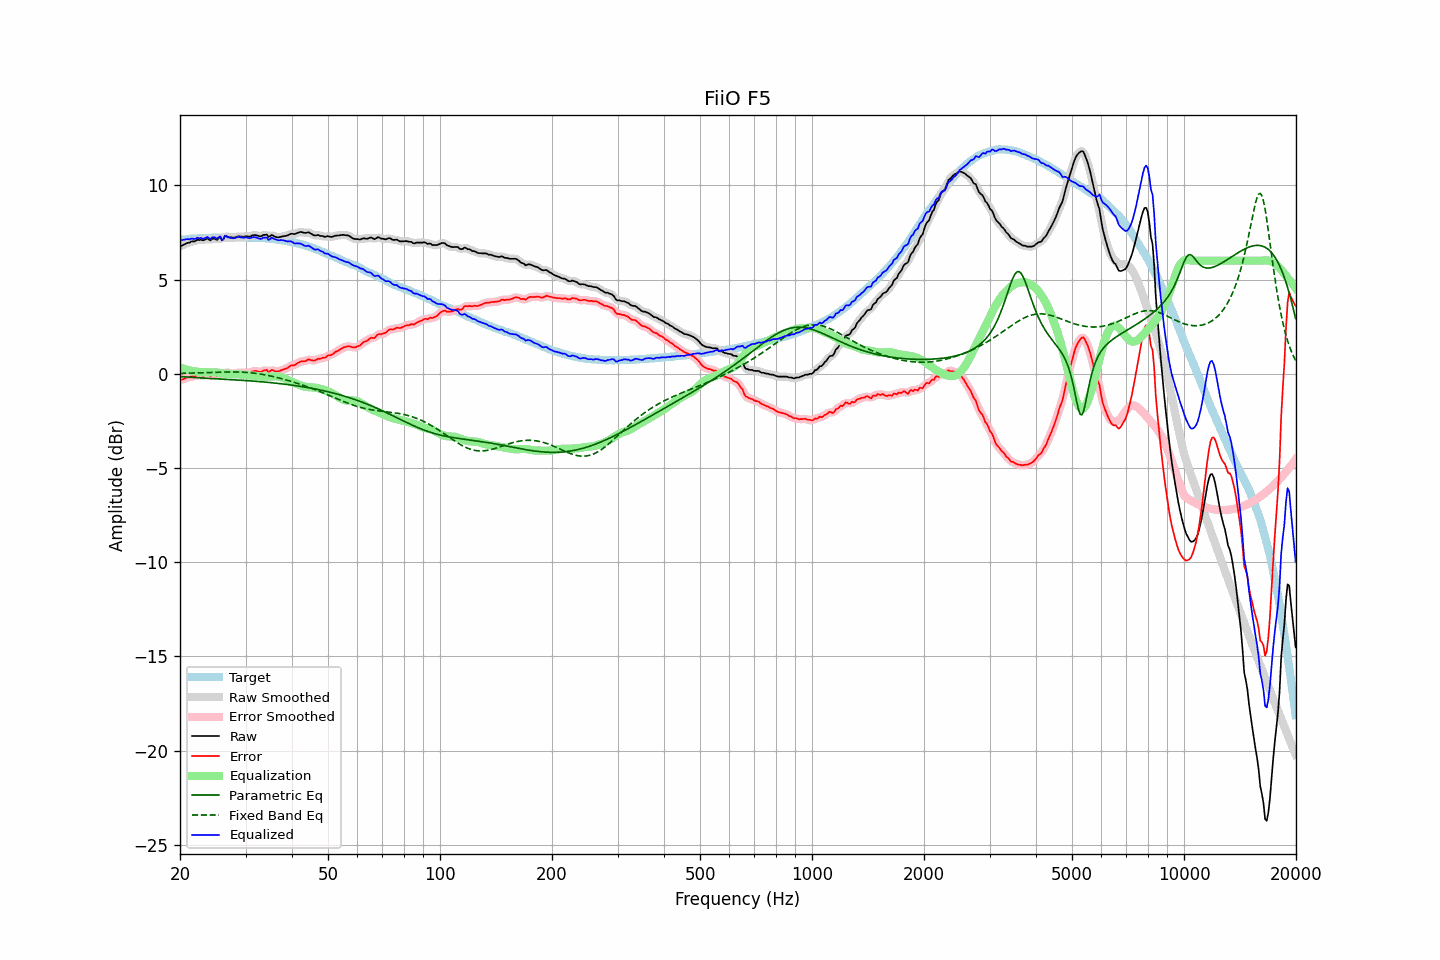 FiiO F5
Amplitude (dBr)
10
5
0
−5
−10
−15
−20
−25
Target
Raw Smoothed
Error Smoothed
Raw
Error
Equalization
Parametric Eq
Fixed Band Eq
Equalized
20 50 100 200 500 1000 2000 5000 10000 20000
Frequency (Hz)